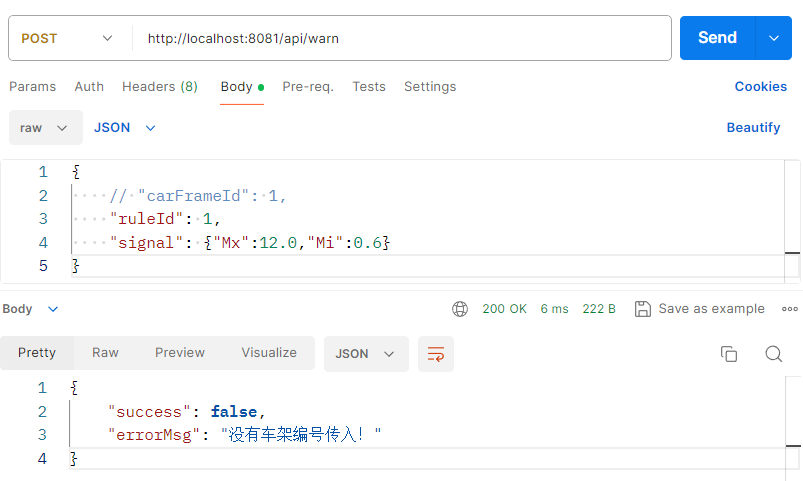 POST http://localhost:8081/api/warn Send
Params Auth Headers (8) Body Pre-req. Tests Settings Cookies
raw JSON Beautify
1 {
2 // "carFrameId": 1,
3 "ruleId": 1,
4 "signal": {"Mx":12.0,"Mi":0.6}
5 }
Body 200 OK 6 ms 222 B Save as example
Pretty Raw Preview Visualize JSON
1 {
2 "success": false,
3 "errorMsg": "没有车架编号传入！"
4 }